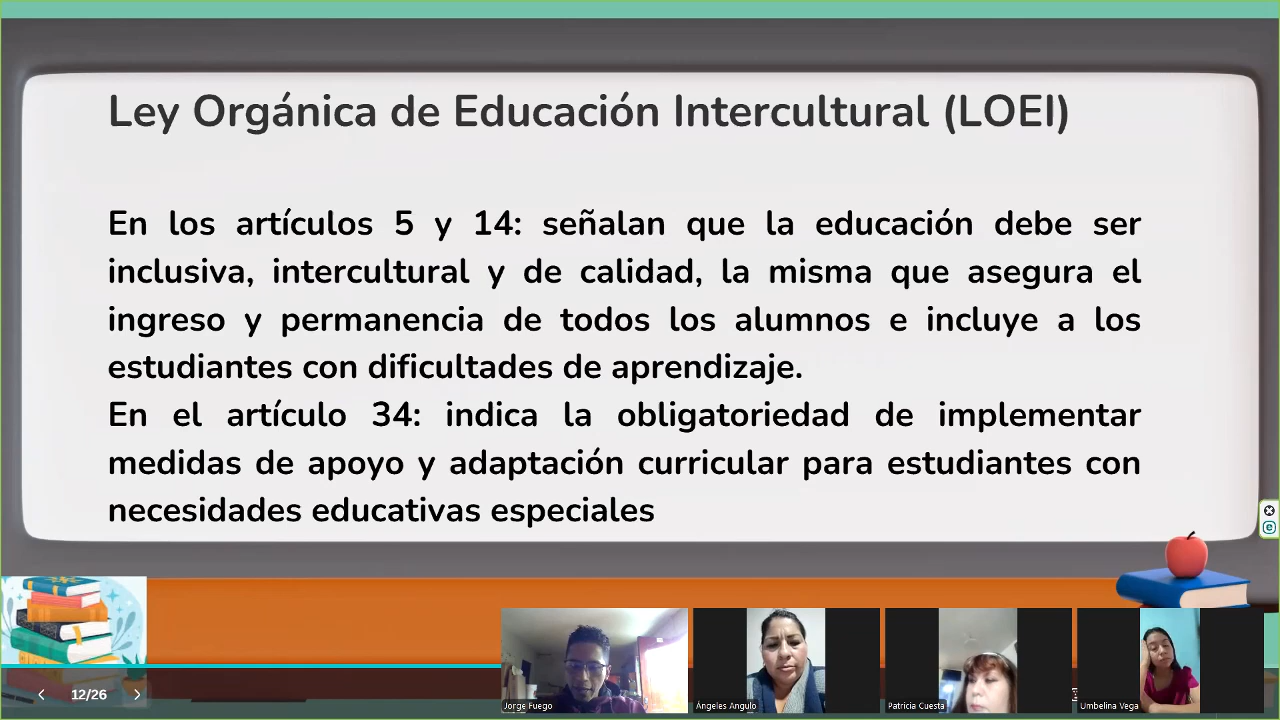 Ley Orgánica de Educación Intercultural (LOEI)
En los artículos 5 y 14: señalan que la educación debe ser
inclusiva, intercultural y de calidad, la misma que asegura el
ingreso y permanencia de todos los alumnos e incluye a los
estudiantes con dificultades de aprendizaje.
En el artículo 34: indica la obligatoriedad de implementar
medidas de apoyo y adaptación curricular para estudiantes con
necesidades educativas especiales
12/26
Jorge Fuego
Ángeles Angulo
Patricia Cuesta
Umbelina Vega